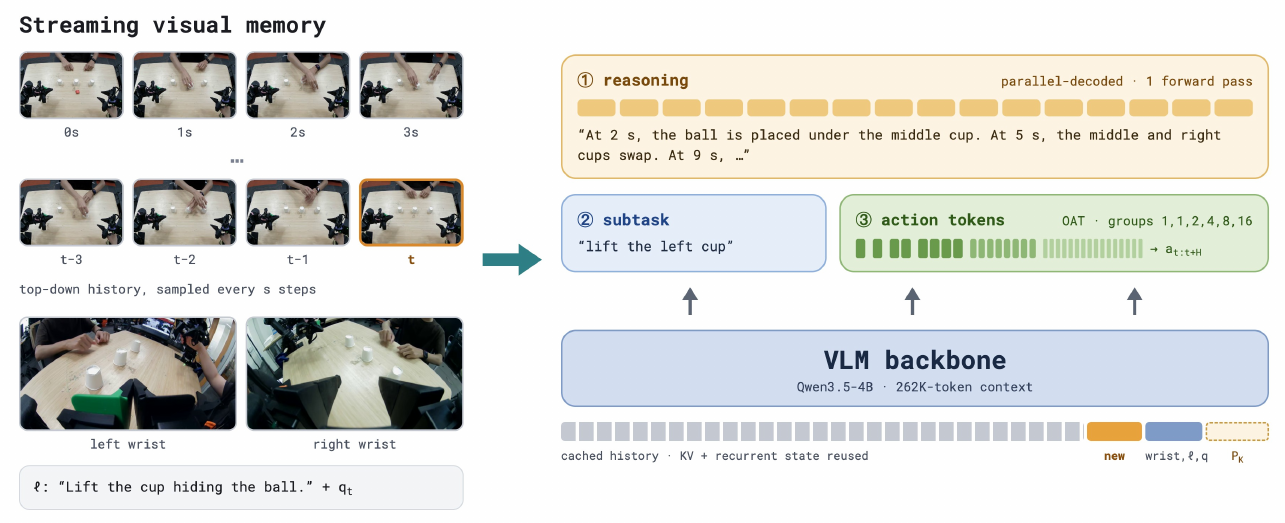 Streaming visual memory
0s
1s
2s
3s
…
t-3
t-2
t-1
t
top-down history, sampled every s steps
left wrist
right wrist
ℓ: “Lift the cup hiding the ball.” + qt
① reasoning
parallel-decoded · 1 forward pass
“At 2 s, the ball is placed under the middle cup. At 5 s, the middle and right
cups swap. At 9 s, …”
② subtask
“lift the left cup”
③ action tokens
OAT · groups 1,1,2,4,8,16
→ at:t+H
VLM backbone
Qwen3.5-4B · 262K-token context
cached history · KV + recurrent state reused
new
wrist,ℓ,q
PK